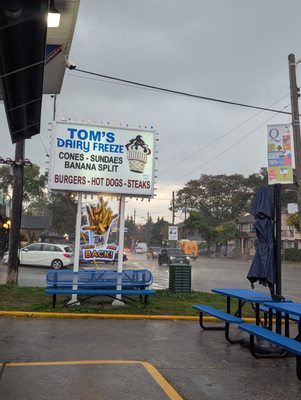 TOM'S
DAIRY FREEZE
CONES - SUNDAES
BANANA SPLIT
BURGERS - HOT DOGS - STEAKS
BACK!
Q